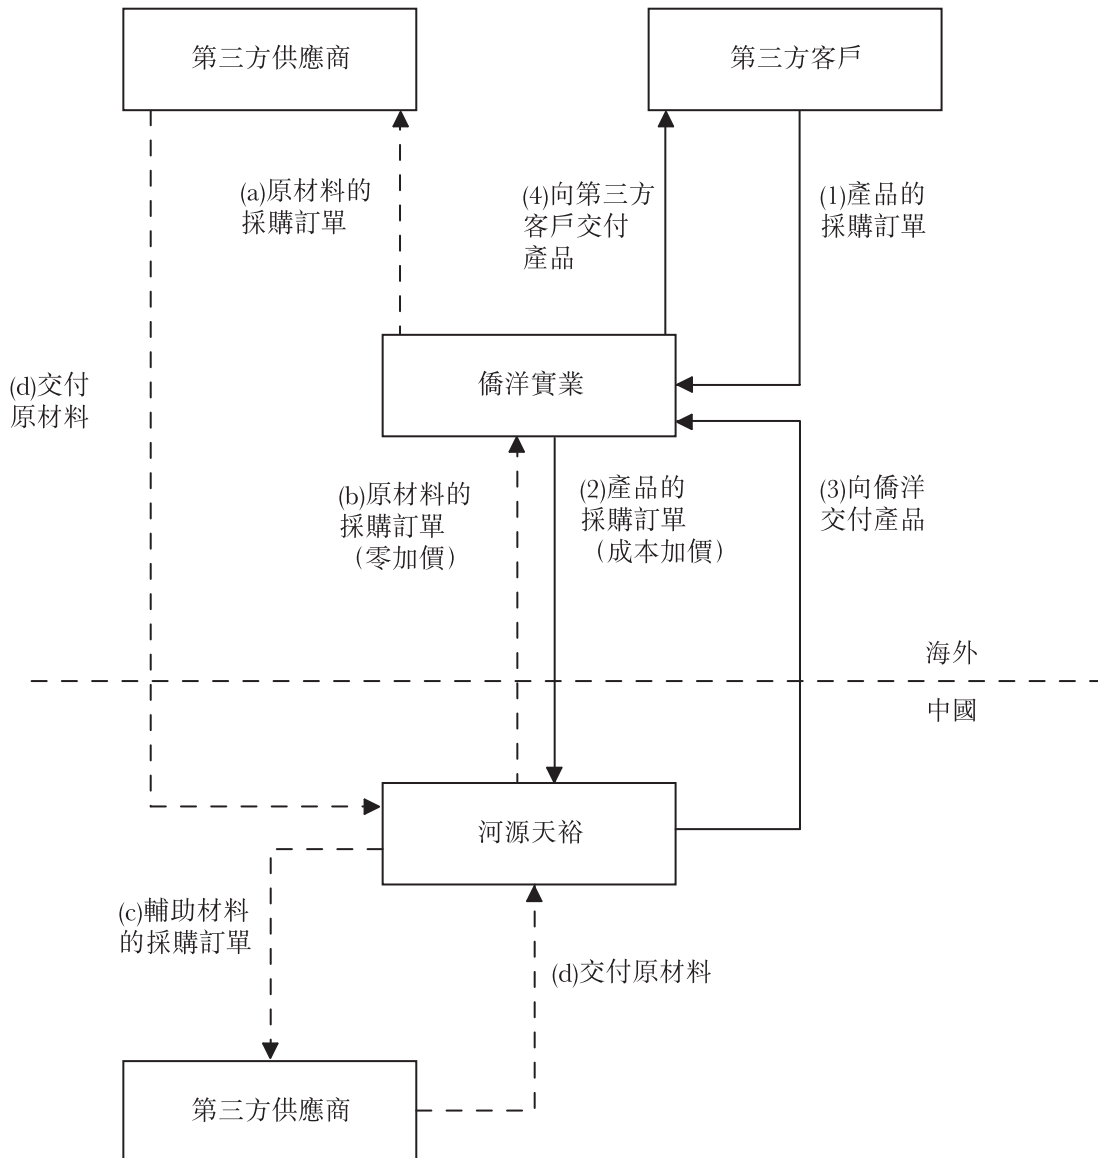 第三方供應商
第三方客戶
(a)原材料的
採購訂單
(4)向第三方
客戶交付
產品
(1)產品的
採購訂單
僑洋實業
(d)交付
原材料
(b)原材料的
採購訂單
（零加價）
(2)產品的
採購訂單
（成本加價）
(3)向僑洋
交付產品
海外
中國
河源天裕
(c)輔助材料
的採購訂單
(d)交付原材料
第三方供應商